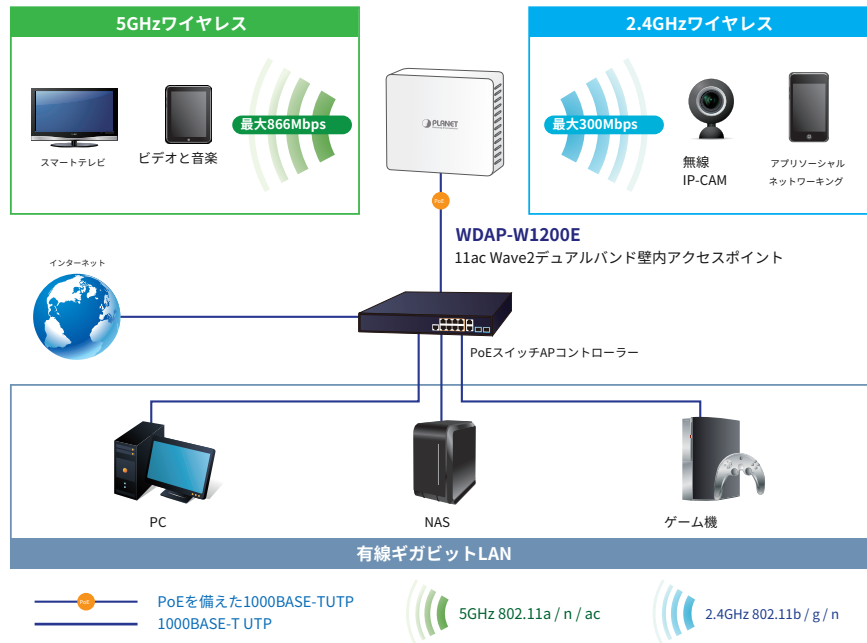 5GHzワイヤレス
2.4GHzワイヤレス
最大866Mbps
PLANET
最大300Mbps
スマートテレビ
ビデオと音楽
無線
IP-CAM
アプリソーシャル
ネットワーキング
PoE
WDAP-W1200E
11ac Wave2デュアルバンド壁内アクセスポイント
インターネット
PoEスイッチAPコントローラー
PC
NAS
ゲーム機
有線ギガビットLAN
PoE
PoEを備えた1000BASE-TUTP
1000BASE-T UTP
5GHz 802.11a / n / ac
2.4GHz 802.11b / g / n